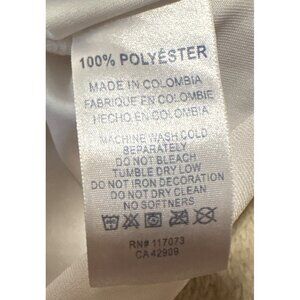 100% POLYÉSTER
MADE IN COLOMBIA
FABRIQUE EN COLOMBIE
HECHO EN COLOMBIA
MACHINE WASH COLD
SEPARATELY
DO NOT BLEACH
TUMBLE DRY LOW
DO NOT IRON DECORATION
DO NOT DRY CLEAN
NO SOFTNERS
RN# 117073
CA 42909